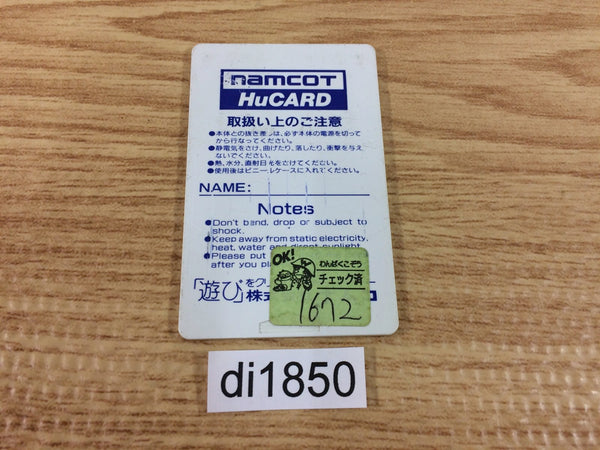 namcoT
HuCARD
取扱い上のご注意
●本体との抜き差しは、必ず本体の電源を切って
から行なってください。
●静電気をさけ、曲げたり、落したり、衝撃を与え
ないでください。
●熱、水分、直射日光をさけてください。
●使用後はビニールケースに入れてください。
NAME:
Notes
●Don't bend, drop or subject to
shock.
●Keep away from static electricity,
heat, water and direct sunlight.
●Please put
after you pl
OK!
わんぱくこぞう
チェック済
1672
「遊び」をク
株式
di1850